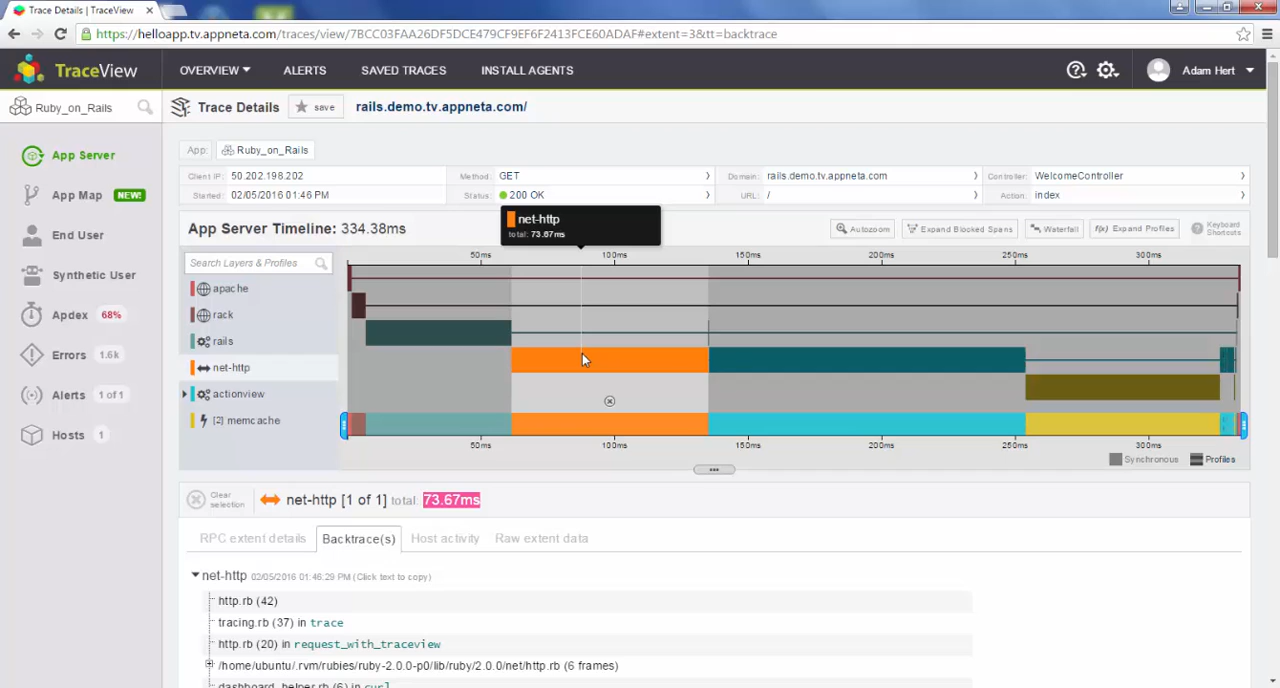 Trace Details | TraceView
https://helloapp.tv.appneta.com/traces/view/7BCC03FAA26DF5DCE479CF9EF6F2413FCE60ADAF#extent=3&tt=backtrace
TraceView OVERVIEW ALERTS SAVED TRACES INSTALL AGENTS Adam Hert
Ruby_on_Rails Trace Details save rails.demo.tv.appneta.com/
App: Ruby_on_Rails
App Server
App Map NEW!
End User
Synthetic User
Apdex 68%
Errors 1.6k
Alerts 1 of 1
Hosts 1
Client IP: 50.202.198.202 Method: GET Domain: rails.demo.tv.appneta.com Controller: WelcomeController
Started: 02/05/2016 01:46 PM Status: 200 OK URL: / Action: index
net-http
total: 73.67ms
App Server Timeline: 334.38ms Autozoom Expand Blocked Spans Waterfall f(x) Expand Profiles Keyboard Shortcuts
Search Layers & Profiles 50ms 100ms 150ms 200ms 250ms 300ms
apache
rack
rails
net-http
actionview
[2] memcache
50ms 100ms 150ms 200ms 250ms 300ms
Synchronous Profiles
Clear selection net-http [1 of 1] total: 73.67ms
RPC extent details Backtrace(s) Host activity Raw extent data
net-http 02/05/2016 01:46:29 PM (Click text to copy)
http.rb (42)
tracing.rb (37) in trace
http.rb (20) in request_with_traceview
/home/ubuntu/.rvm/rubies/ruby-2.0.0-p0/lib/ruby/2.0.0/net/http.rb (6 frames)
dashboard_helper.rb (6) in curl